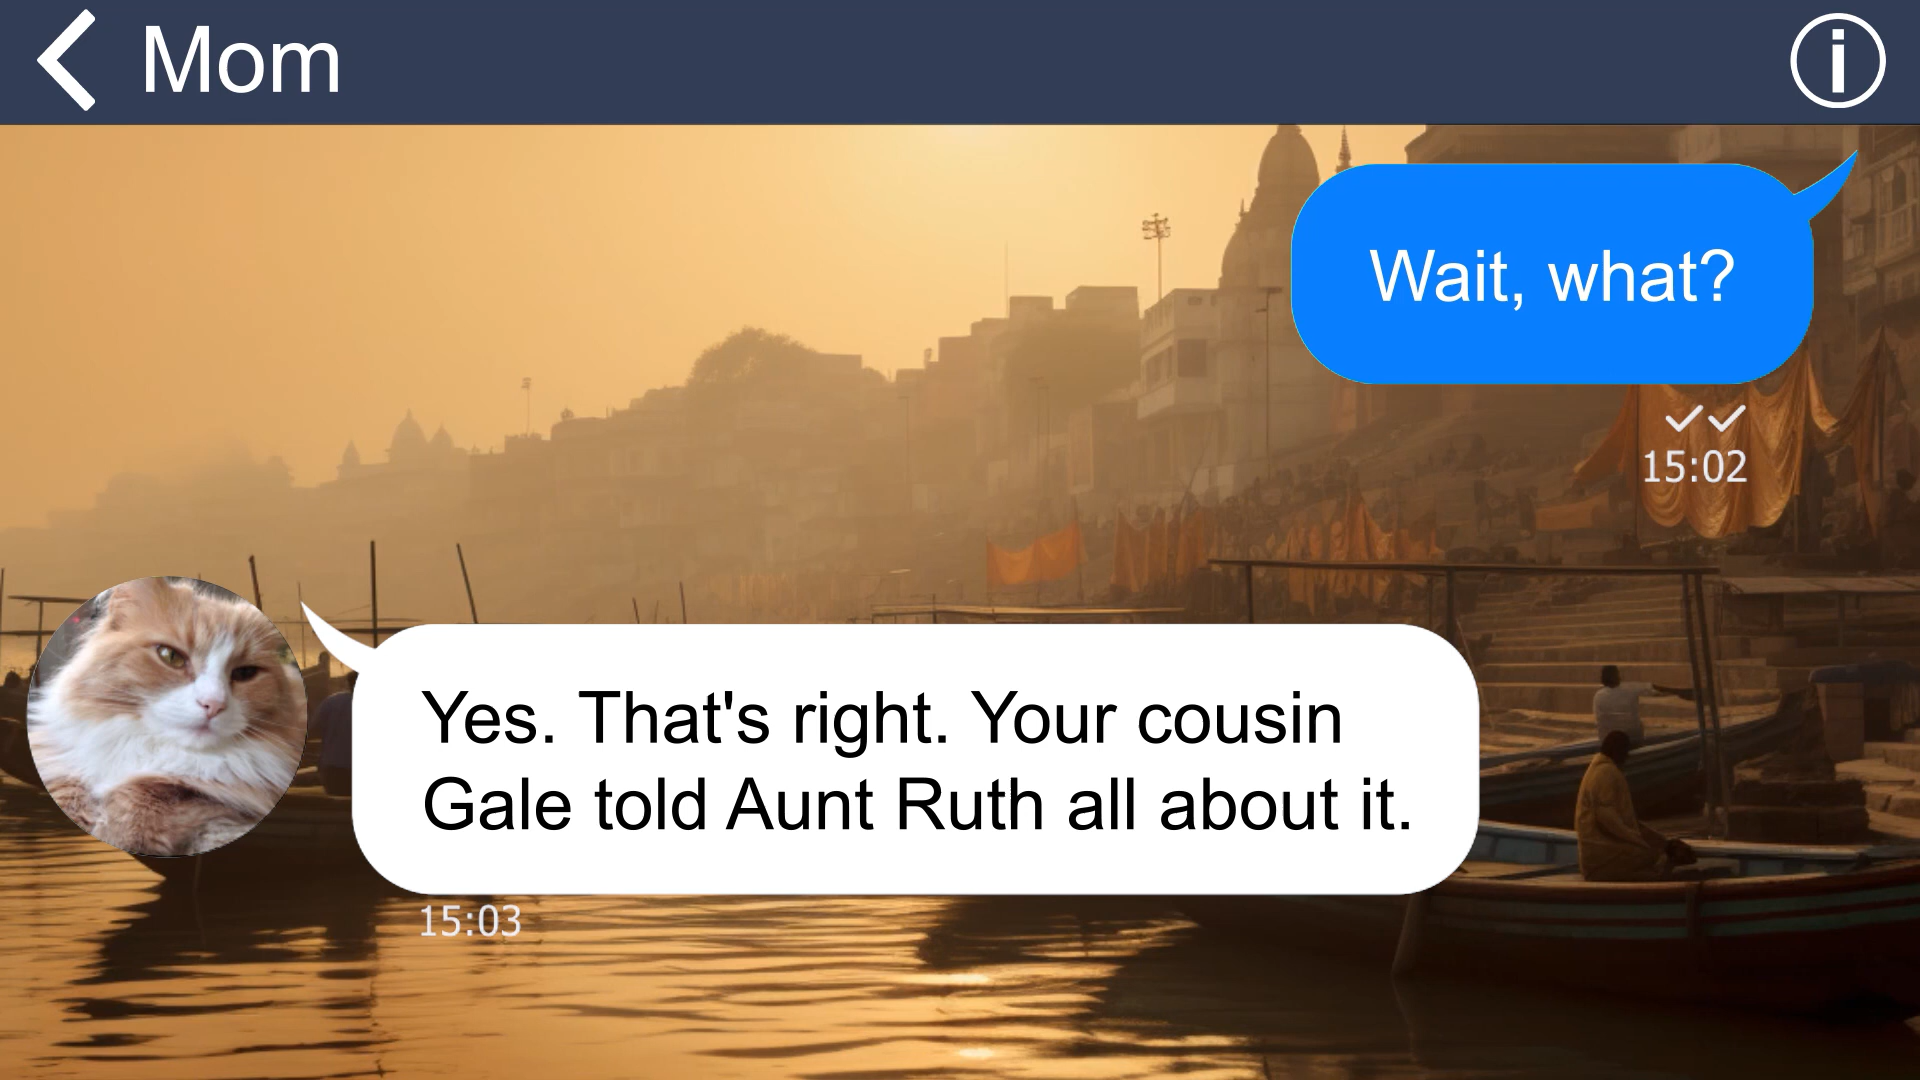 Mom
Wait, what?
15:02
Yes. That's right. Your cousin
Gale told Aunt Ruth all about it.
15:03